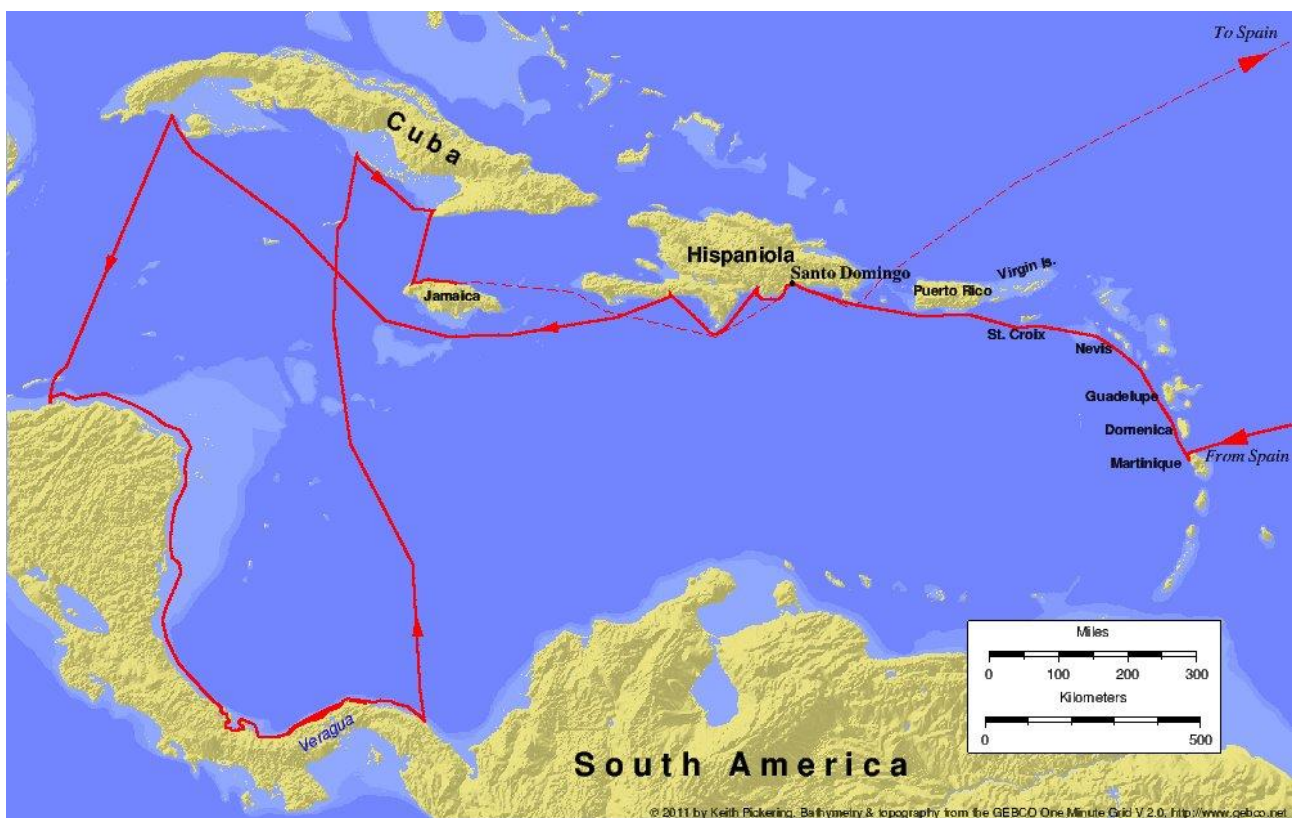 To Spain
Cuba
Hispaniola
Santo Domingo
Virgin Is.
Puerto Rico
Jamaica
St. Croix
Nevis
Guadelupe
Domenica
From Spain
Martinique
Miles
0 100 200 300
Kilometers
0 500
Veragua
South America
© 2011 by Keith Pickering. Bathymetry & topography from the GEBCO One Minute Grid V 2.0, http://www.gebco.net